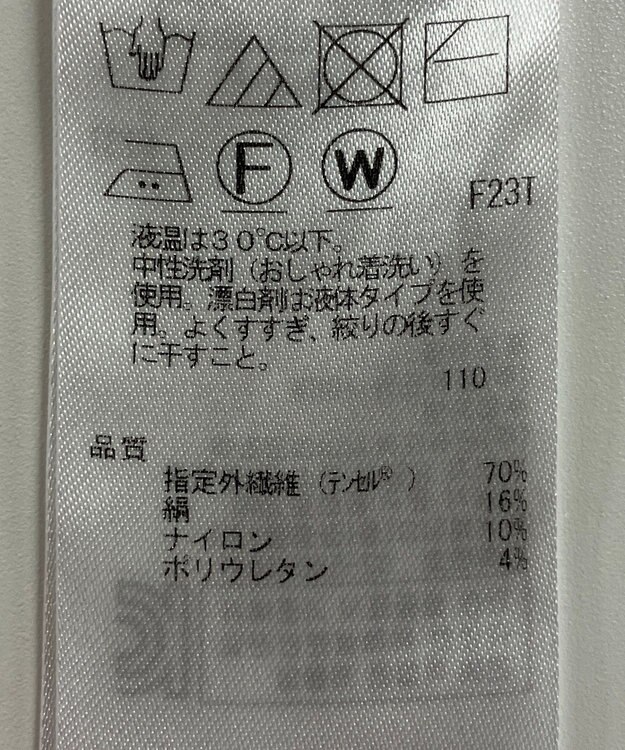 F W
F23T
液温は30℃以下。
中性洗剤（おしゃれ着洗い）を
使用。漂白剤は液体タイプを使
用。よくすすぎ、絞りの後すぐ
に干すこと。
110
品質
指定外繊維（テンセル®） 70%
絹 16%
ナイロン 10%
ポリウレタン 4%